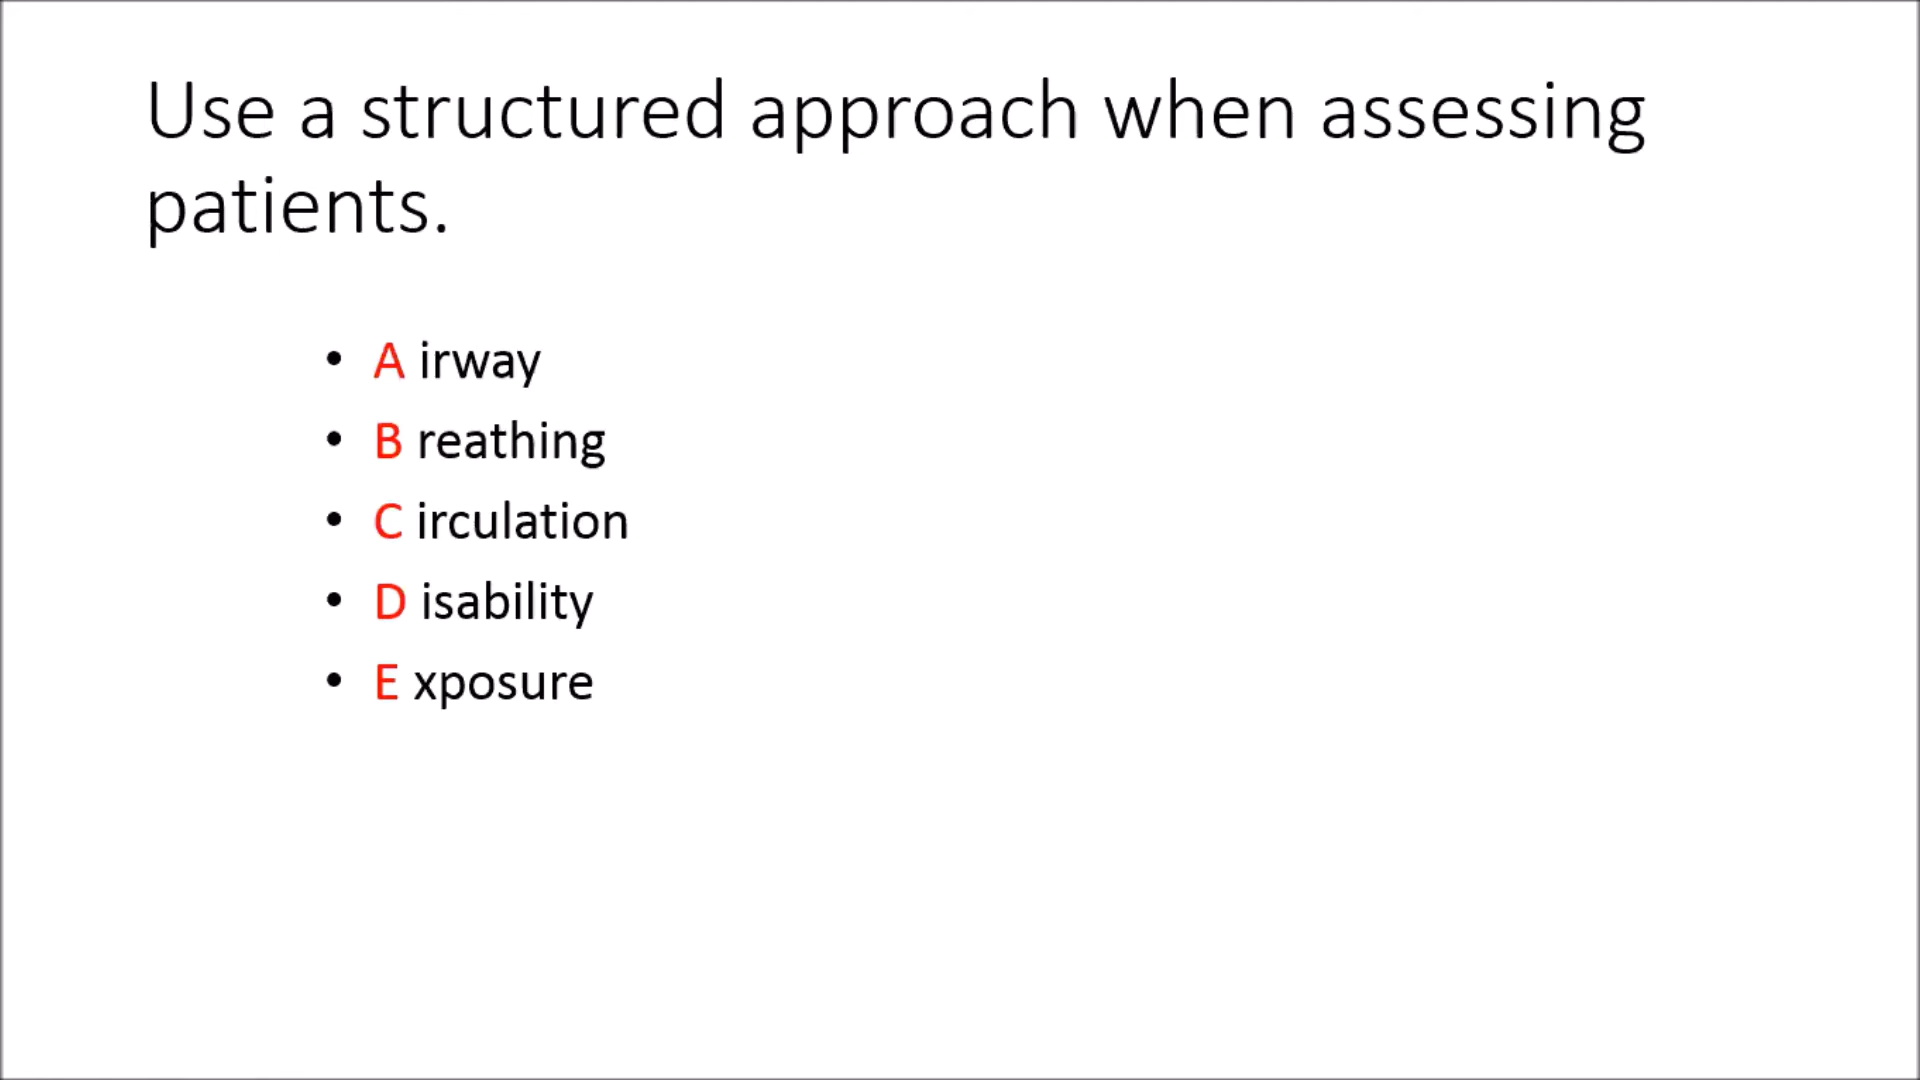 Use a structured approach when assessing
patients.
• A irway
• B reathing
• C irculation
• D isability
• E xposure